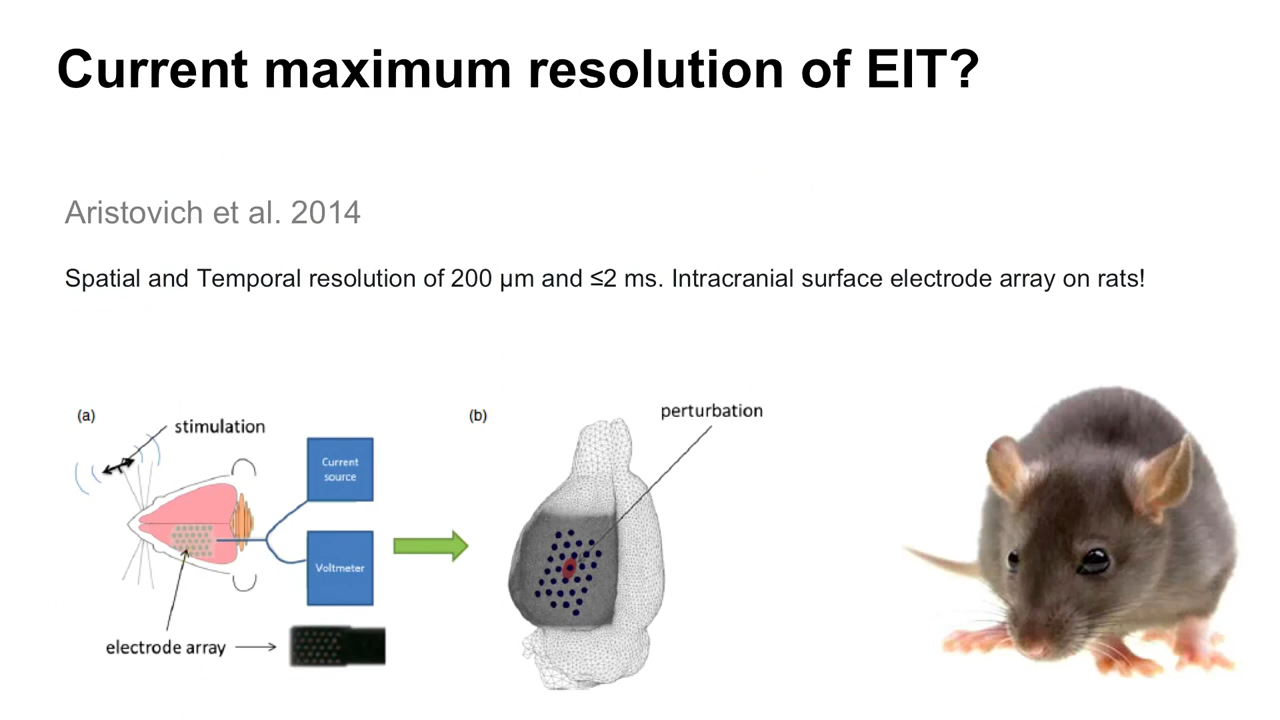 Current maximum resolution of EIT?
Aristovich et al. 2014
Spatial and Temporal resolution of 200 µm and ≤2 ms. Intracranial surface electrode array on rats!
(a)
stimulation
Current
source
Voltmeter
electrode array
(b)
perturbation